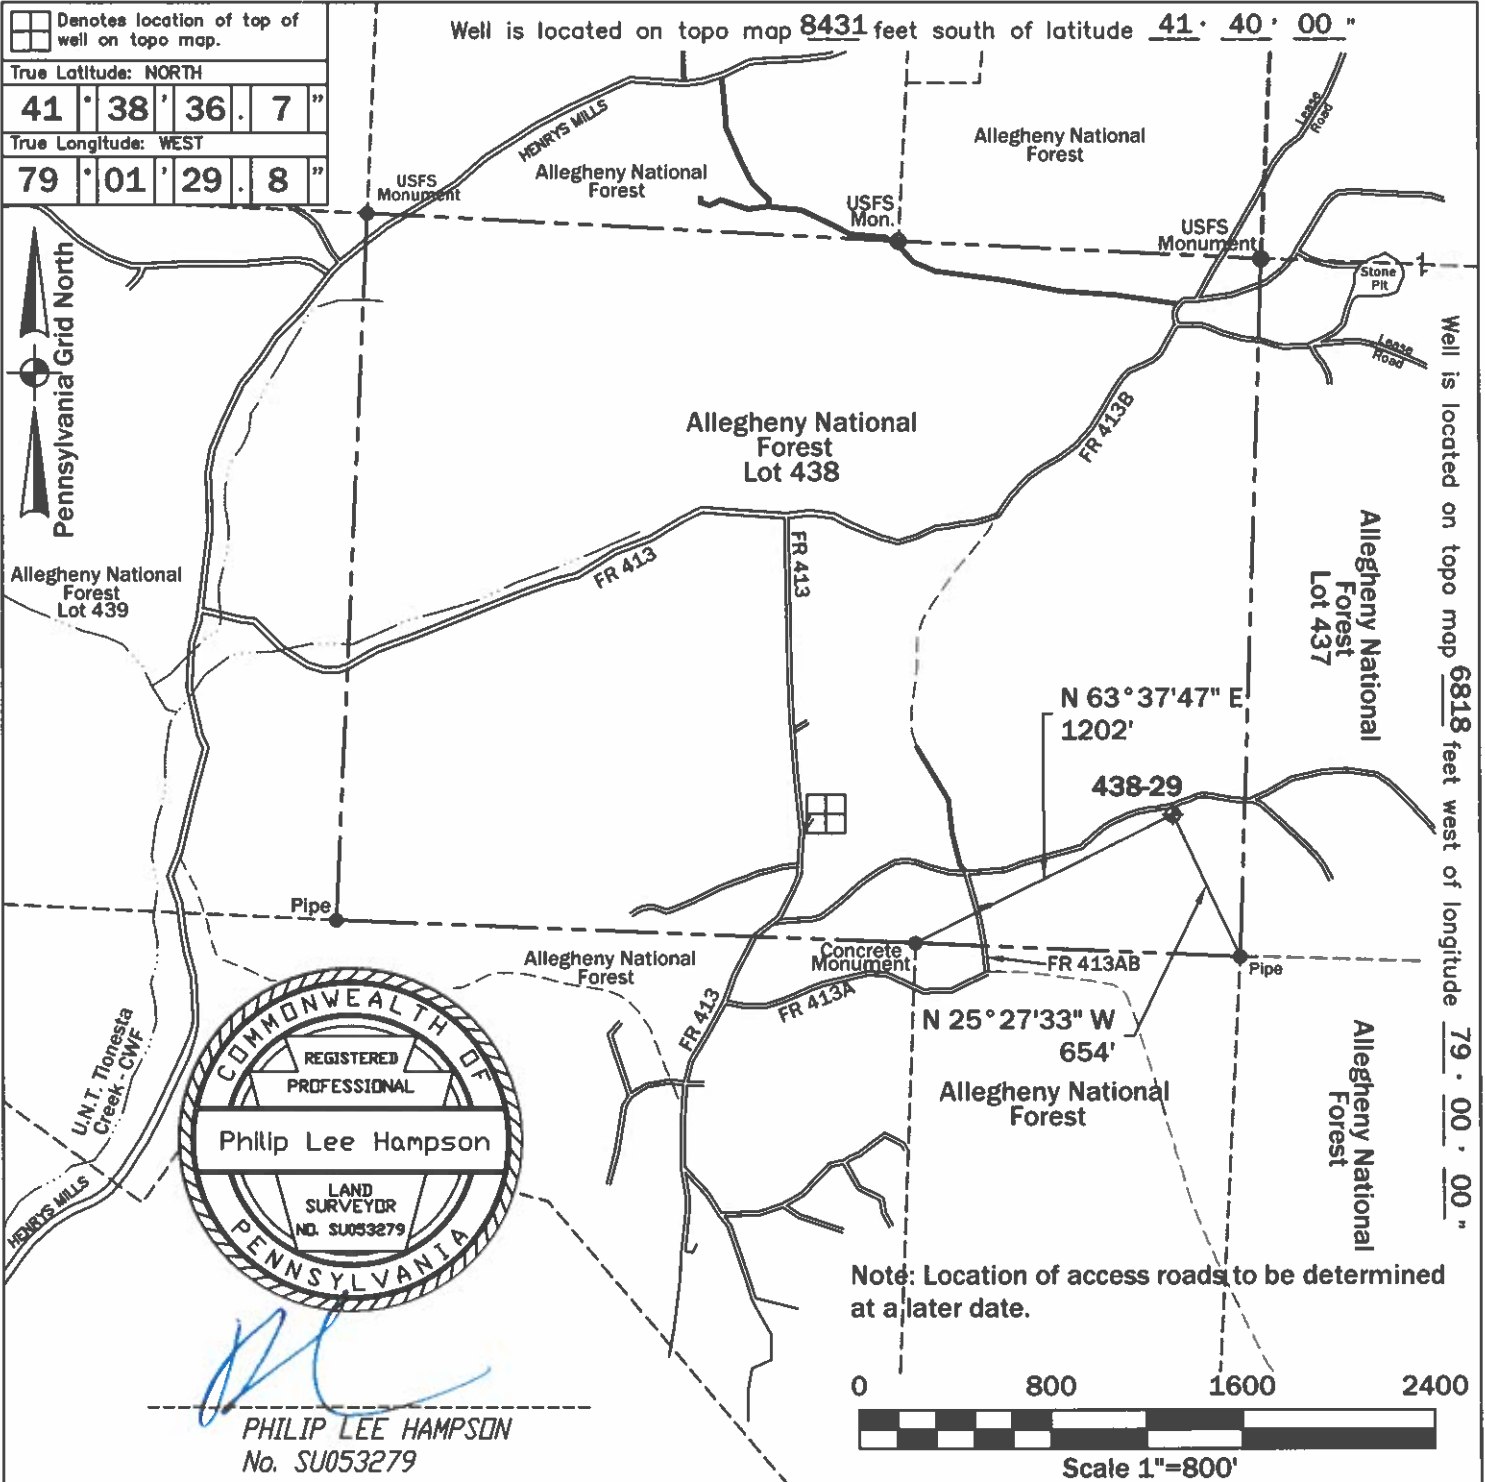 Denotes location of top of
well on topo map.
Well is located on topo map 8431 feet south of latitude 41° 40' 00"
True Latitude: NORTH
41 ° 38 ' 36 . 7 "
True Longitude: WEST
79 ° 01 ' 29 . 8 "
HENRYS MILLS
Allegheny National
Forest
Allegheny National
Forest
Lease
Road
USFS
Monument
USFS
Mon.
USFS
Monument
Stone
Pit
1
Lease
Road
Pennsylvania Grid North
Well is located on topo map 6818 feet west of longitude 79 ° 00 ' 00 "
Allegheny National
Forest
Lot 438
FR 413B
FR 413
FR 413
Allegheny National
Forest
Lot 439
Allegheny National
Forest
Lot 437
N 63°37'47" E
1202'
438-29
Pipe
Allegheny National
Forest
Concrete
Monument
FR 413AB
Pipe
FR 413A
FR 413
N 25°27'33" W
654'
Allegheny National
Forest
Allegheny National
Forest
U.N.T. Tionesta
Creek - CWF
HENRYS MILLS
COMMONWEALTH OF
REGISTERED
PROFESSIONAL
Philip Lee Hampson
LAND
SURVEYOR
NO. SU053279
PENNSYLVANIA
Note: Location of access roads to be determined
at a later date.
PHILIP LEE HAMPSON
No. SU053279
0 800 1600 2400
Scale 1"=800'